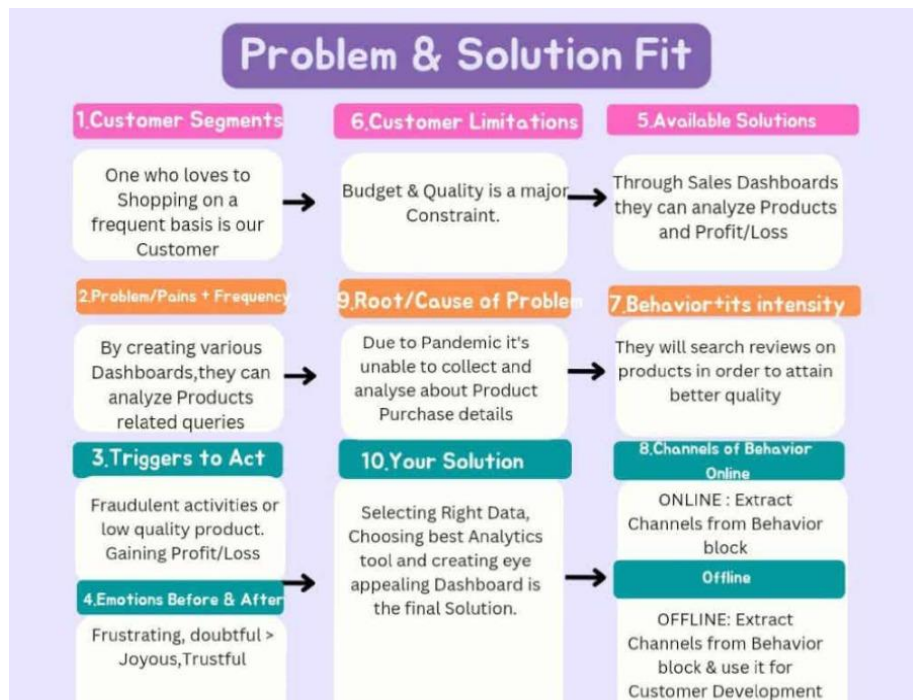 Problem & Solution Fit
1.Customer Segments
One who loves to
Shopping on a
frequent basis is our
Customer
6.Customer Limitations
Budget & Quality is a major
Constraint.
5.Available Solutions
Through Sales Dashboards
they can analyze Products
and Profit/Loss
2.Problem/Pains + Frequency
By creating various
Dashboards,they can
analyze Products
related queries
9.Root/Cause of Problem
Due to Pandemic it's
unable to collect and
analyse about Product
Purchase details
7.Behavior+its intensity
They will search reviews on
products in order to attain
better quality
3.Triggers to Act
Fraudulent activities or
low quality product.
Gaining Profit/Loss
4.Emotions Before & After
Frustrating, doubtful >
Joyous,Trustful
10.Your Solution
Selecting Right Data,
Choosing best Analytics
tool and creating eye
appealing Dashboard is
the final Solution.
8.Channels of Behavior
Online
ONLINE : Extract
Channels from Behavior
block
Offline
OFFLINE: Extract
Channels from Behavior
block & use it for
Customer Development